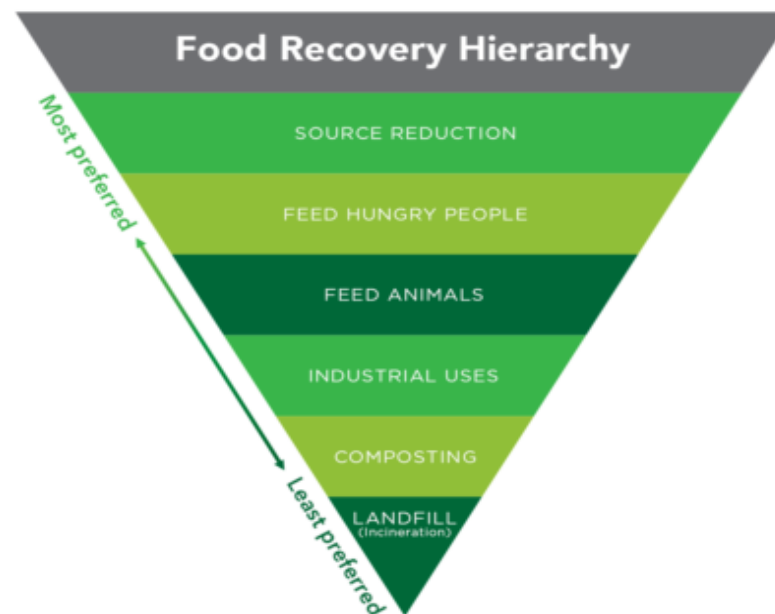 Food Recovery Hierarchy
Most preferred
SOURCE REDUCTION
FEED HUNGRY PEOPLE
FEED ANIMALS
INDUSTRIAL USES
COMPOSTING
Least preferred
LANDFILL
(Incineration)